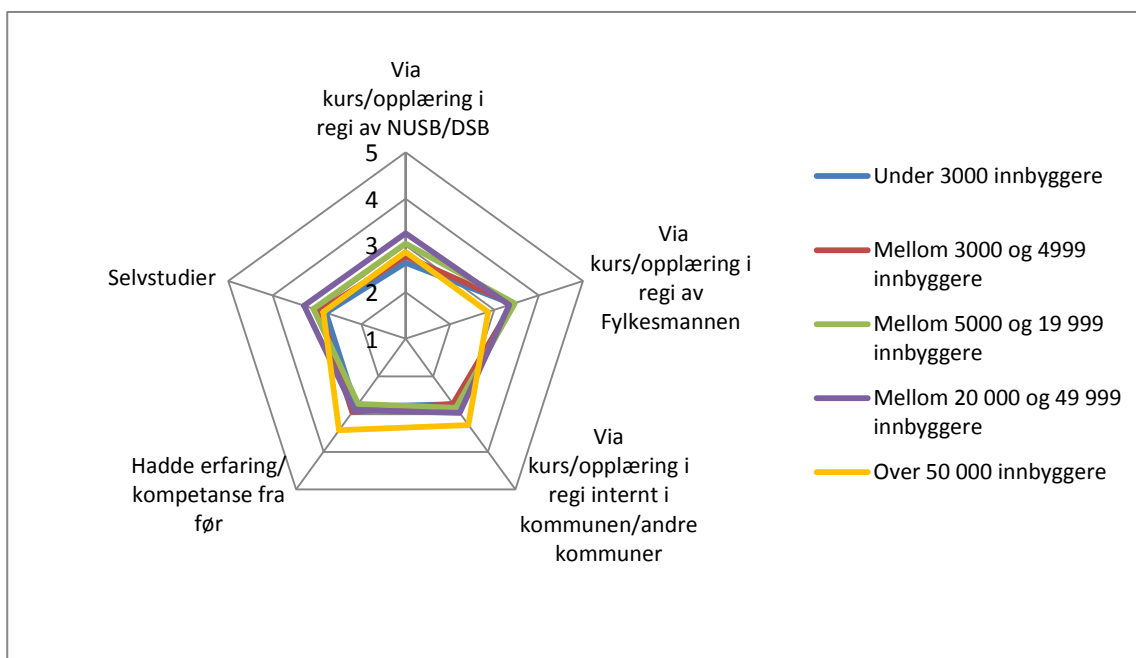 Via
kurs/opplæring i
regi av NUSB/DSB
5
4
3
2
1
Via
kurs/opplæring i
regi av
Fylkesmannen
Via
kurs/opplæring i
regi internt i
kommunen/andre
kommuner
Hadde erfaring/
kompetanse fra
før
Selvstudier
Under 3000 innbyggere
Mellom 3000 og 4999
innbyggere
Mellom 5000 og 19 999
innbyggere
Mellom 20 000 og 49 999
innbyggere
Over 50 000 innbyggere